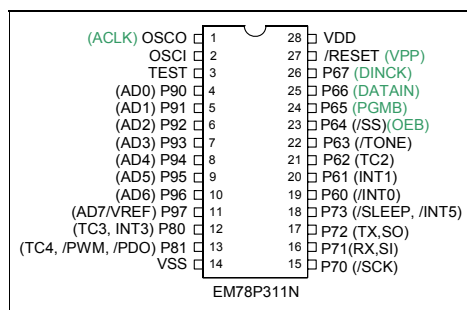 (ACLK) OSCO 1 28 VDD
OSCI 2 27 /RESET (VPP)
TEST 3 26 P67 (DINCK)
(AD0) P90 4 25 P66 (DATAIN)
(AD1) P91 5 24 P65 (PGMB)
(AD2) P92 6 23 P64 (/SS)(OEB)
(AD3) P93 7 22 P63 (/TONE)
(AD4) P94 8 21 P62 (TC2)
(AD5) P95 9 20 P61 (INT1)
(AD6) P96 10 19 P60 (/INT0)
(AD7/VREF) P97 11 18 P73 (/SLEEP, /INT5)
(TC3, INT3) P80 12 17 P72 (TX,SO)
(TC4, /PWM, /PDO) P81 13 16 P71(RX,SI)
VSS 14 15 P70 (/SCK)
EM78P311N